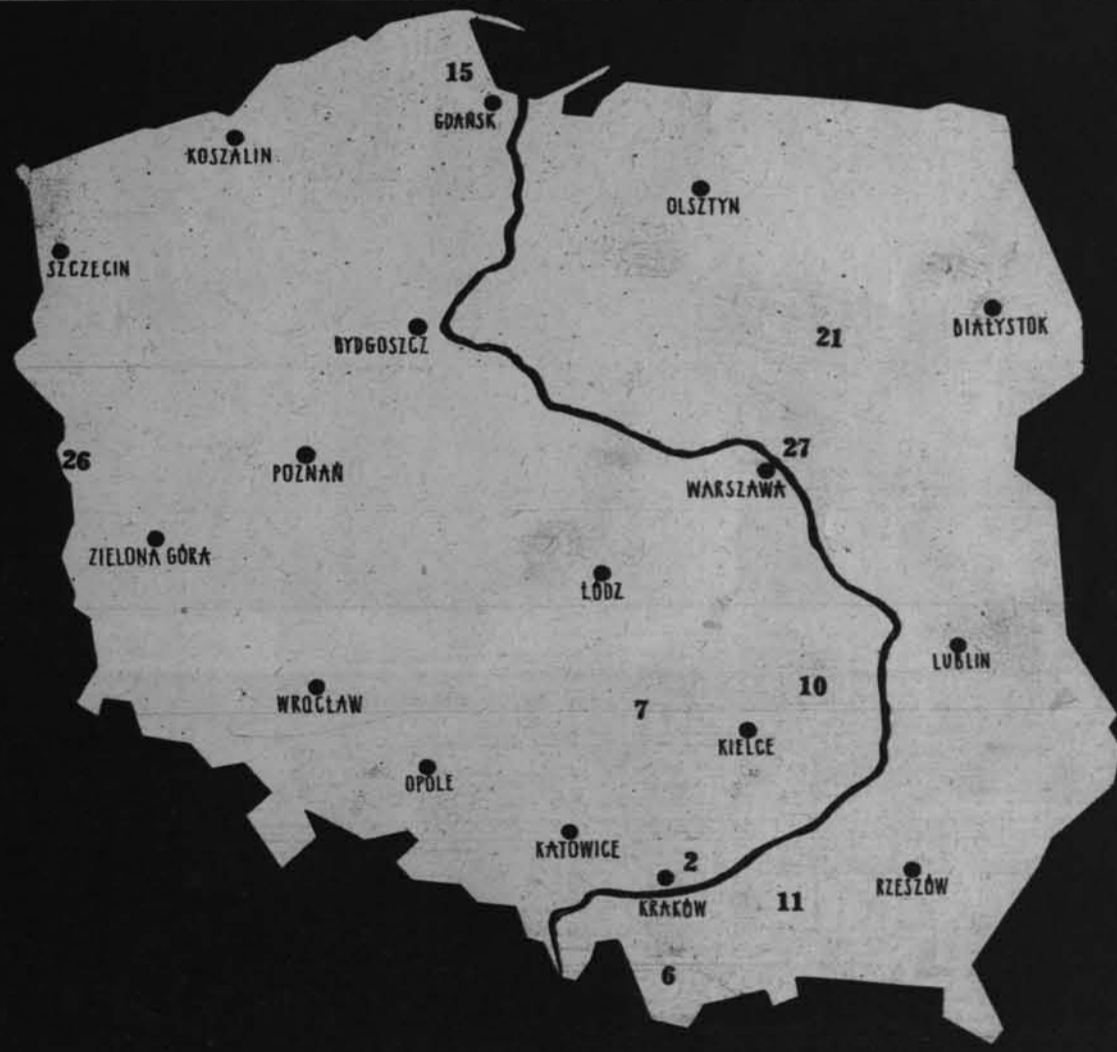 15
GDAŃSK
KOSZALIN
OLSZTYN
SZCZECIN
BYDGOSZCZ
21
BIAŁYSTOK
26
POZNAŃ
27
WARSZAWA
ZIELONA GÓRA
ŁÓDZ
LUBLIN
WROCŁAW
7
10
KIELCE
OPOLE
KATOWICE
2
KRAKÓW
11
RZESZÓW
6